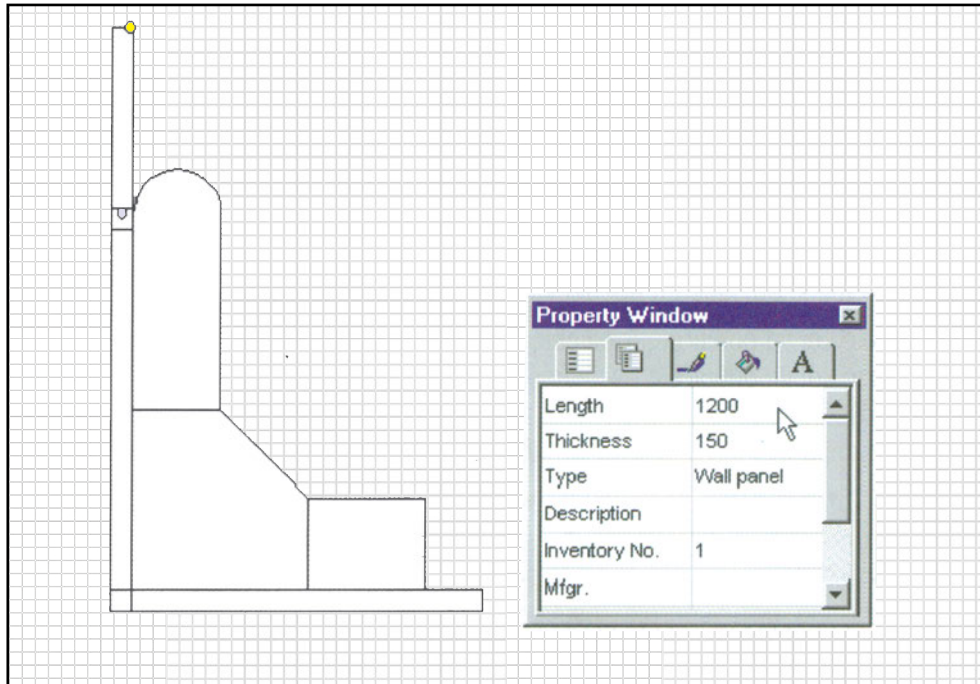 Property Window
A
Length 1200
Thickness 150
Type Wall panel
Description
Inventory No. 1
Mfgr.